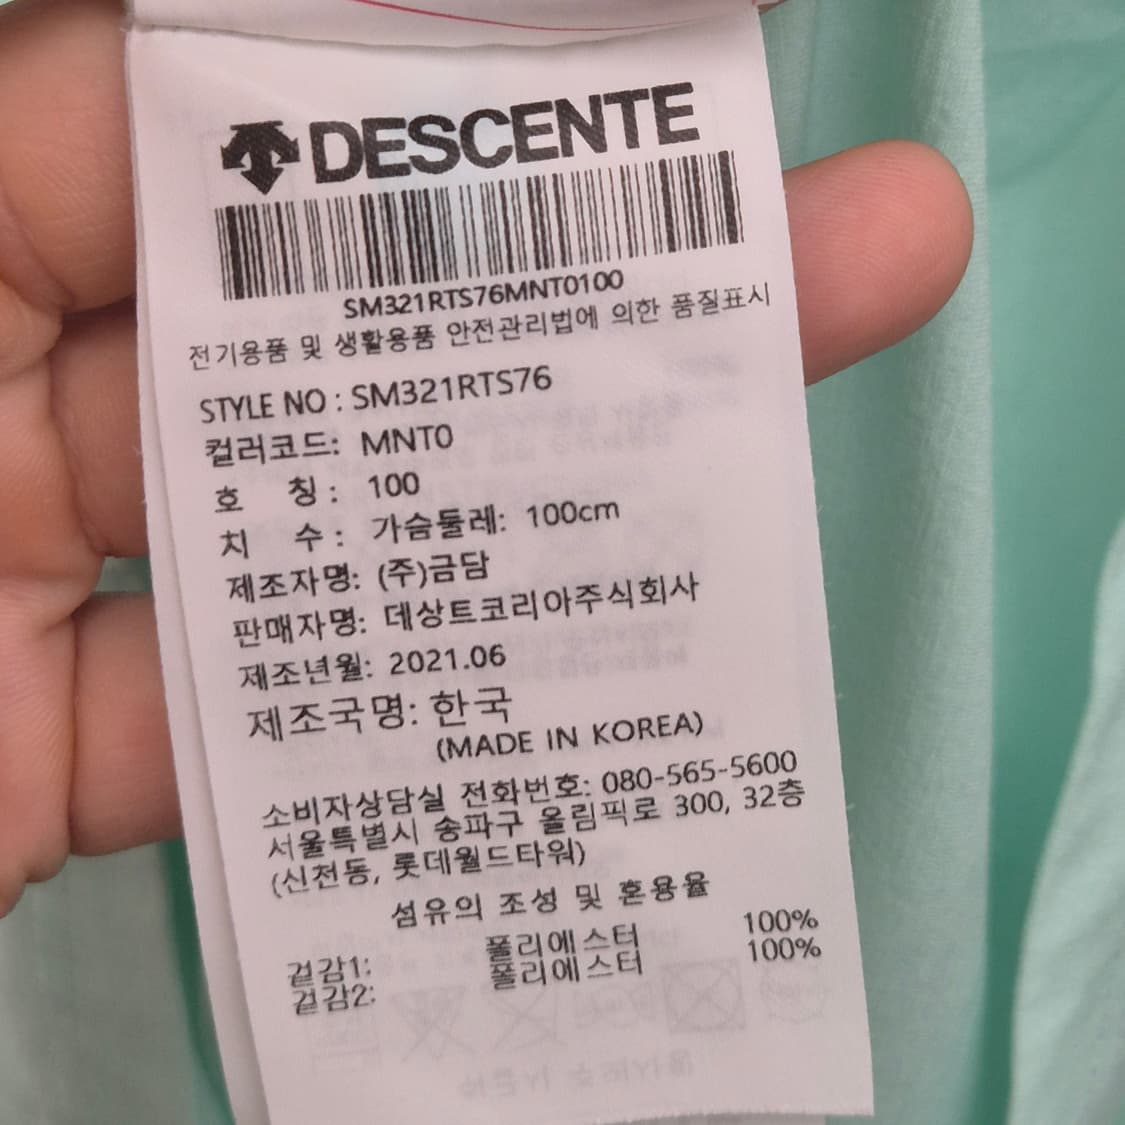 DESCENTE
SM321RTS76MNT0100
전기용품 및 생활용품 안전관리법에 의한 품질표시
STYLE NO : SM321RTS76
컬러코드: MNT0
호 칭 : 100
치 수 : 가슴둘레: 100cm
제조자명: (주)금담
판매자명: 데상트코리아주식회사
제조년월: 2021.06
제조국명: 한국
(MADE IN KOREA)
소비자상담실 전화번호: 080-565-5600
서울특별시 송파구 올림픽로 300, 32층
(신천동, 롯데월드타워)
섬유의 조성 및 혼용율
겉감1: 폴리에스터 100%
겉감2: 폴리에스터 100%